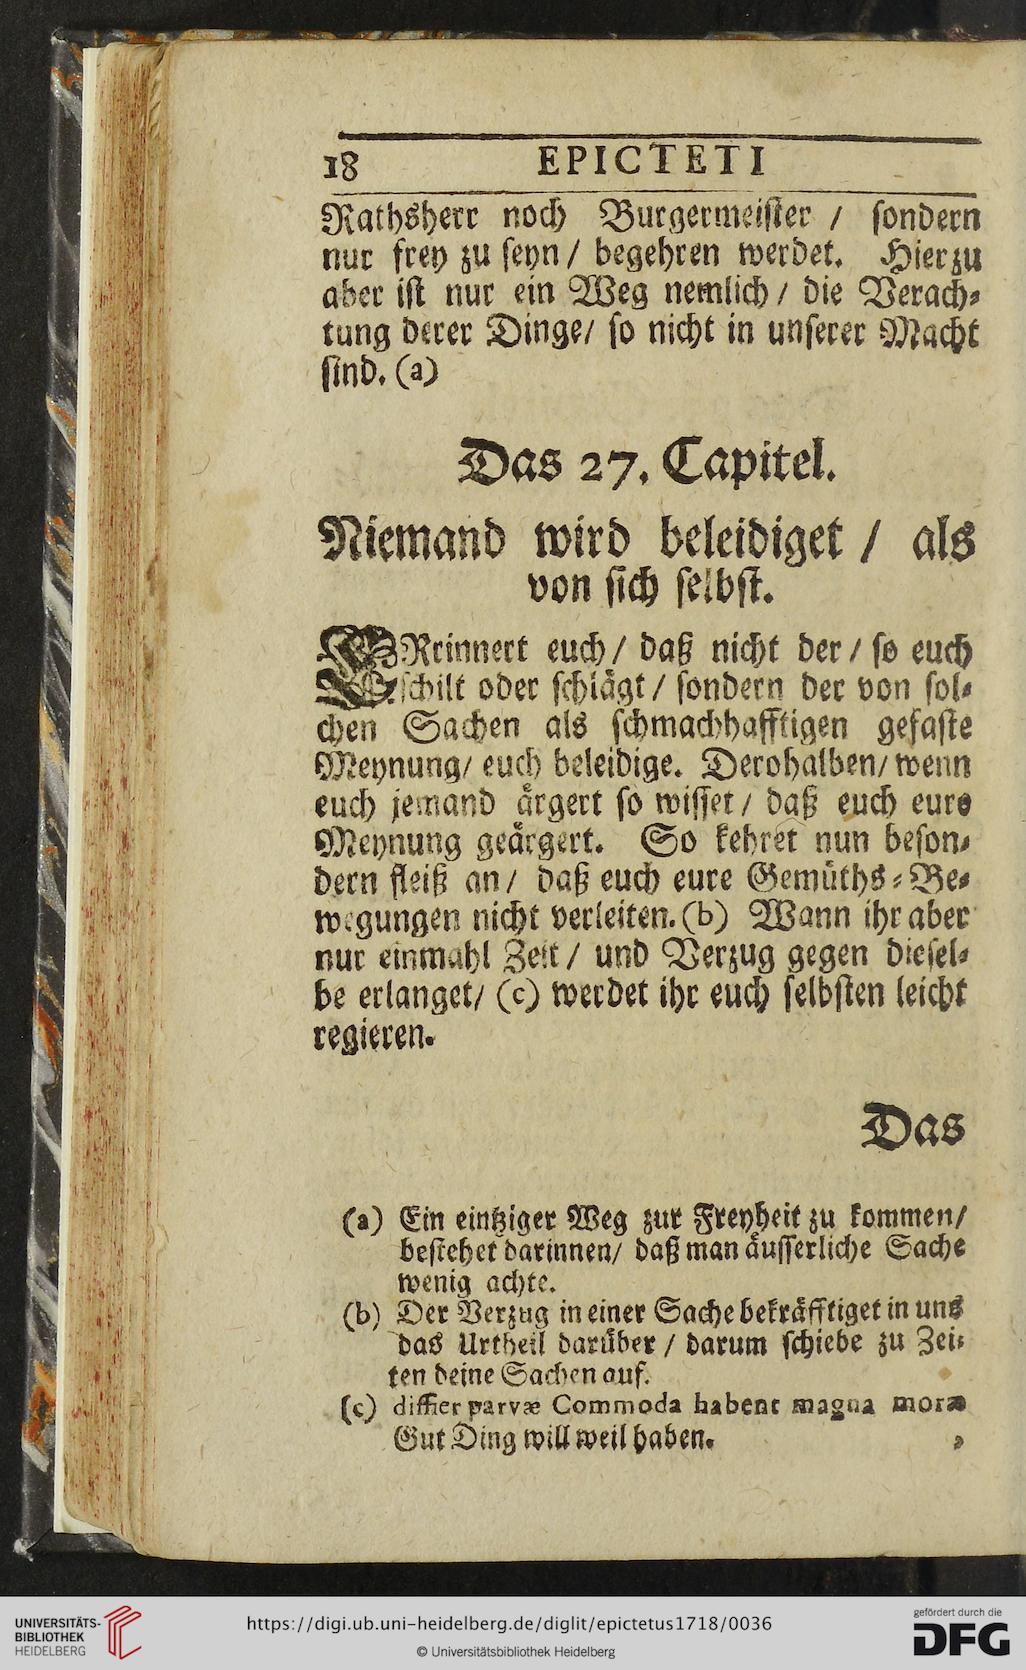 18 EPICTETI
Rathsherr noch Burgermeister / sondern
nur frey zu seyn / begehren werdet. Hierzu
aber ist nur ein Weg nemlich / die Verach⸗
tung derer Dinge / so nicht in unserer Macht
sind. (a)
Das 27. Capitel.
Niemand wird beleidiget / als
von sich selbst.
ERrinnert euch / daß nicht der / so euch
schilt oder schlägt / sondern der von sol⸗
chen Sachen als schmachhafftigen gefaste
Meynung / euch beleidige. Derohalben / wenn
euch jemand ärgert so wisset / daß euch eure
Meynung geärgert. So kehret nun beson⸗
dern fleiß an / daß euch eure Gemüths⸗Be⸗
wegungen nicht verleiten. (b) Wann ihr aber
nur einmahl Zeit / und Verzug gegen diesel⸗
be erlanget / (c) werdet ihr euch selbsten leicht
regieren.
Das
(a) Ein eintziger Weg zur Freyheit zu kommen /
bestehet darinnen / daß man äusserliche Sache
wenig achte.
(b) Der Verzug in einer Sache bekräfftiget in uns
das Urtheil darüber / darum schiebe zu Zei⸗
ten deine Sachen auf.
(c) differ parvæ Commoda habent magna moræ
Gut Ding will weil haben.
UNIVERSITÄTS-
BIBLIOTHEK
HEIDELBERG
https://digi.ub.uni-heidelberg.de/diglit/epictetus1718/0036
© Universitätsbibliothek Heidelberg
gefördert durch die
DFG